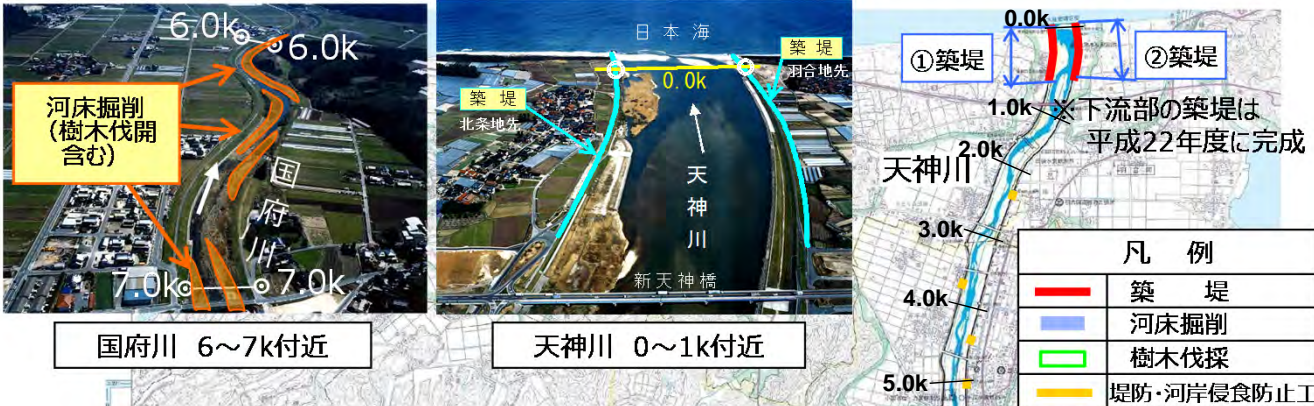 6.0k
6.0k
河床掘削
(樹木伐開
含む)
国府川
7.0k
7.0k
国府川 6～7k付近
日本海
築 堤
羽合地先
0.0k
築 堤
北条地先
天神川
新天神橋
天神川 0～1k付近
0.0k
①築堤
②築堤
1.0k
※下流部の築堤は
平成22年度に完成
2.0k
天神川
3.0k
4.0k
5.0k
凡 例
築 堤
河床掘削
樹木伐採
堤防・河岸侵食防止工